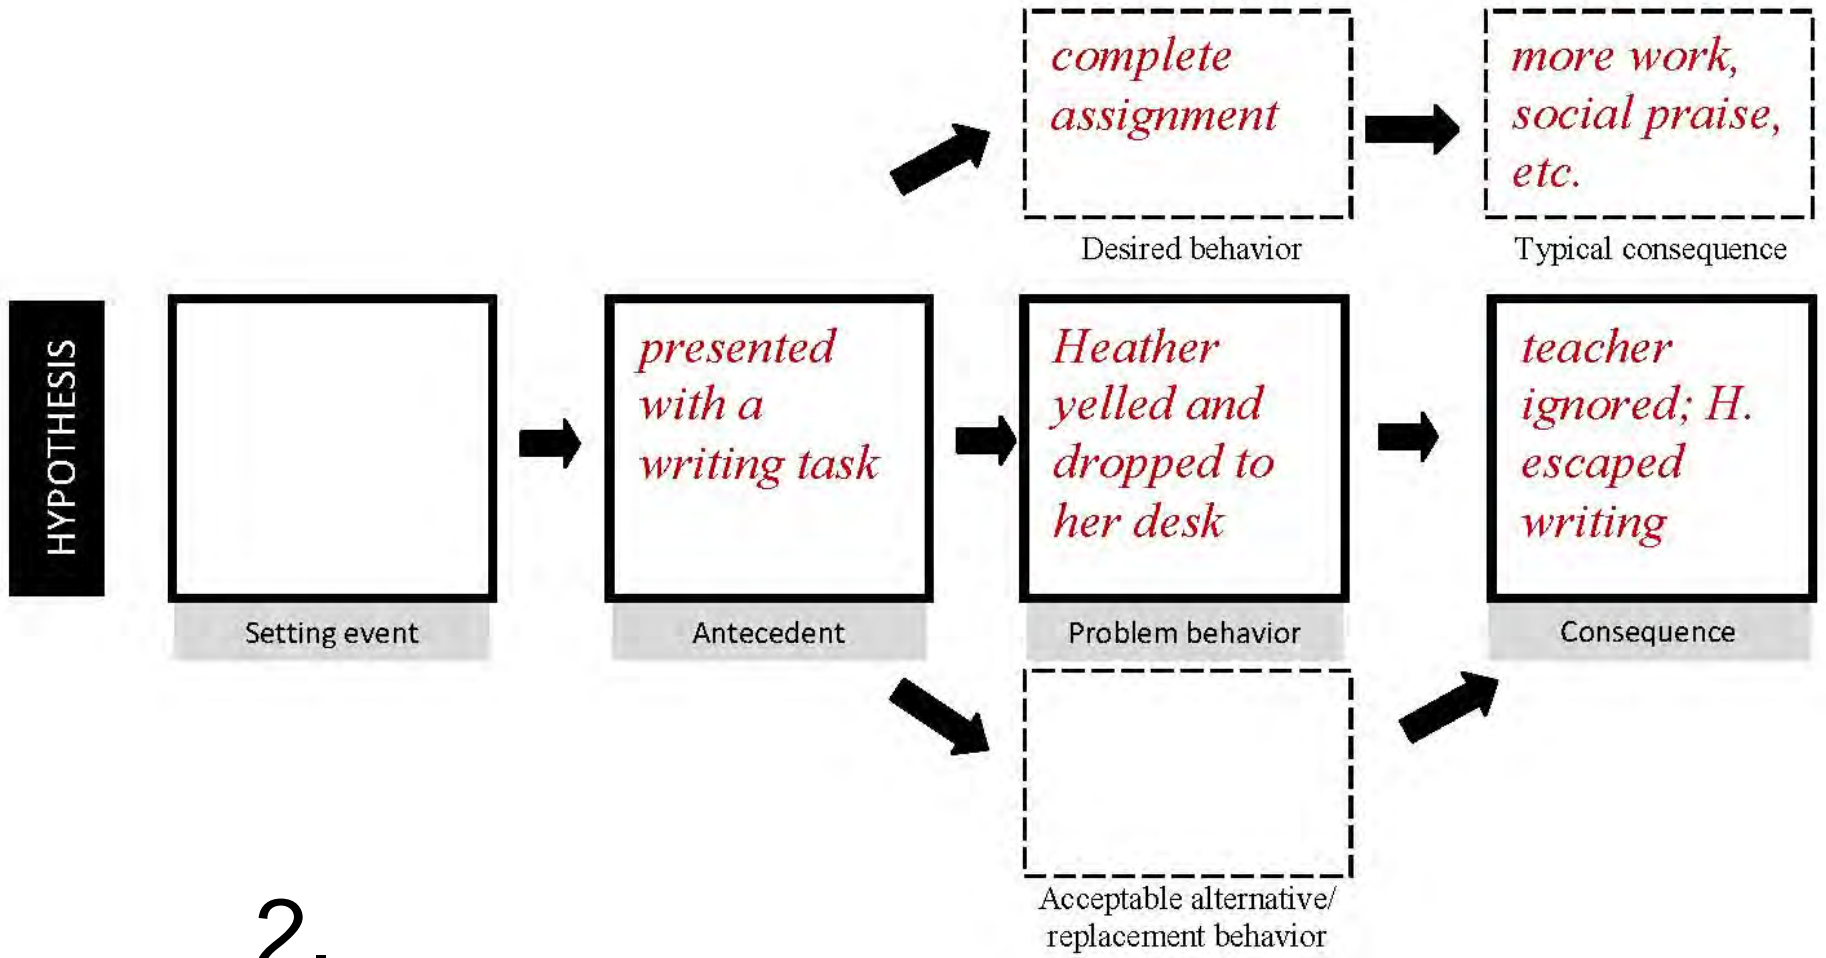 complete
assignment
Desired behavior
more work,
social praise,
etc.
Typical consequence
HYPOTHESIS
Setting event
presented
with a
writing task
Antecedent
Heather
yelled and
dropped to
her desk
Problem behavior
teacher
ignored; H.
escaped
writing
Consequence
Acceptable alternative/
replacement behavior
2.